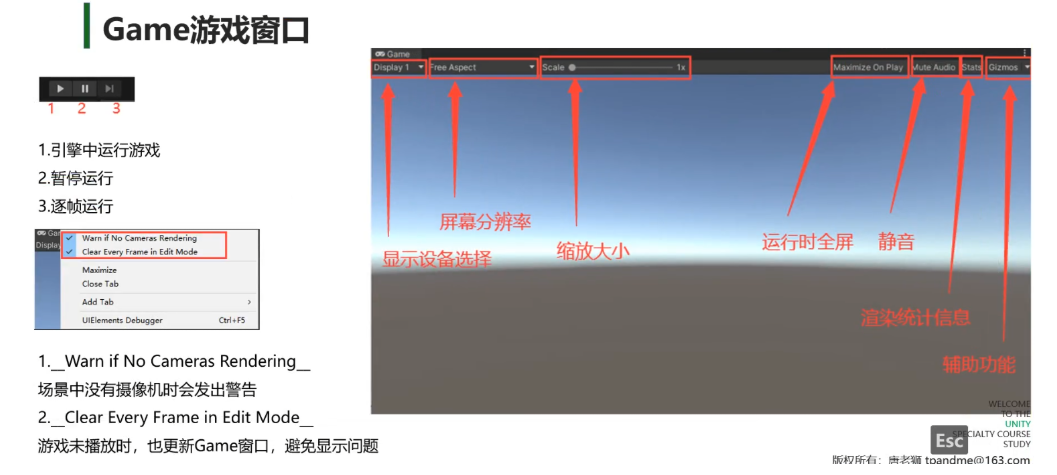 Game游戏窗口
1 2 3
1.引擎中运行游戏
2.暂停运行
3.逐帧运行
Warn if No Cameras Rendering
Displa
Clear Every Frame in Edit Mode
Maximize
Close Tab
Add Tab
UIElements Debugger Ctrl+F5
1.__Warn if No Cameras Rendering__
场景中没有摄像机时会发出警告
2.__Clear Every Frame in Edit Mode__
游戏未播放时，也更新Game窗口，避免显示问题
Game
Display 1 Free Aspect Scale 1x Maximize On Play Mute Audio Stats Gizmos
屏幕分辨率
显示设备选择
缩放大小
运行时全屏
静音
渲染统计信息
辅助功能
WELCOME
TO THE
UNITY
SPECIALTY COURSE
STUDY
Esc
版权所有：唐老狮 tpandme@163.com